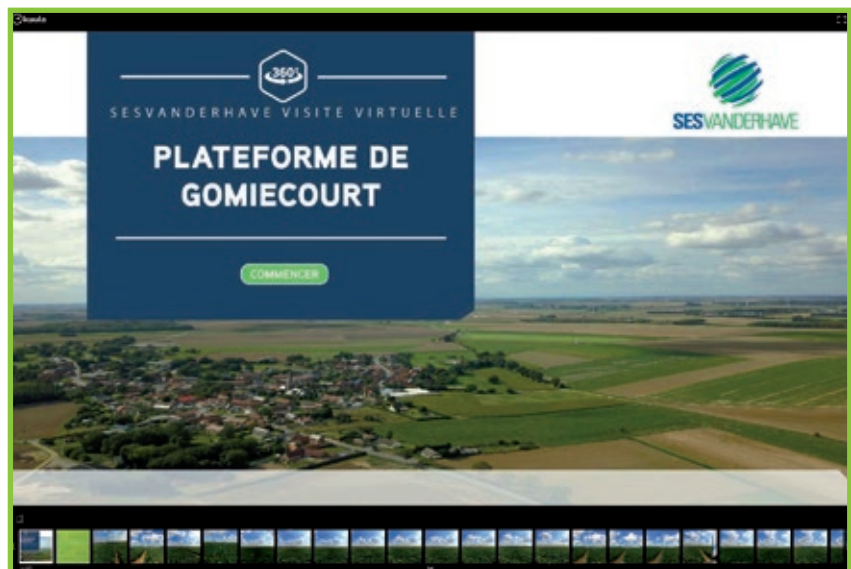 360°
SESVANDERHAVE VISITE VIRTUELLE
PLATEFORME DE
GOMIECOURT
COMMENCER
SESVANDERHAVE